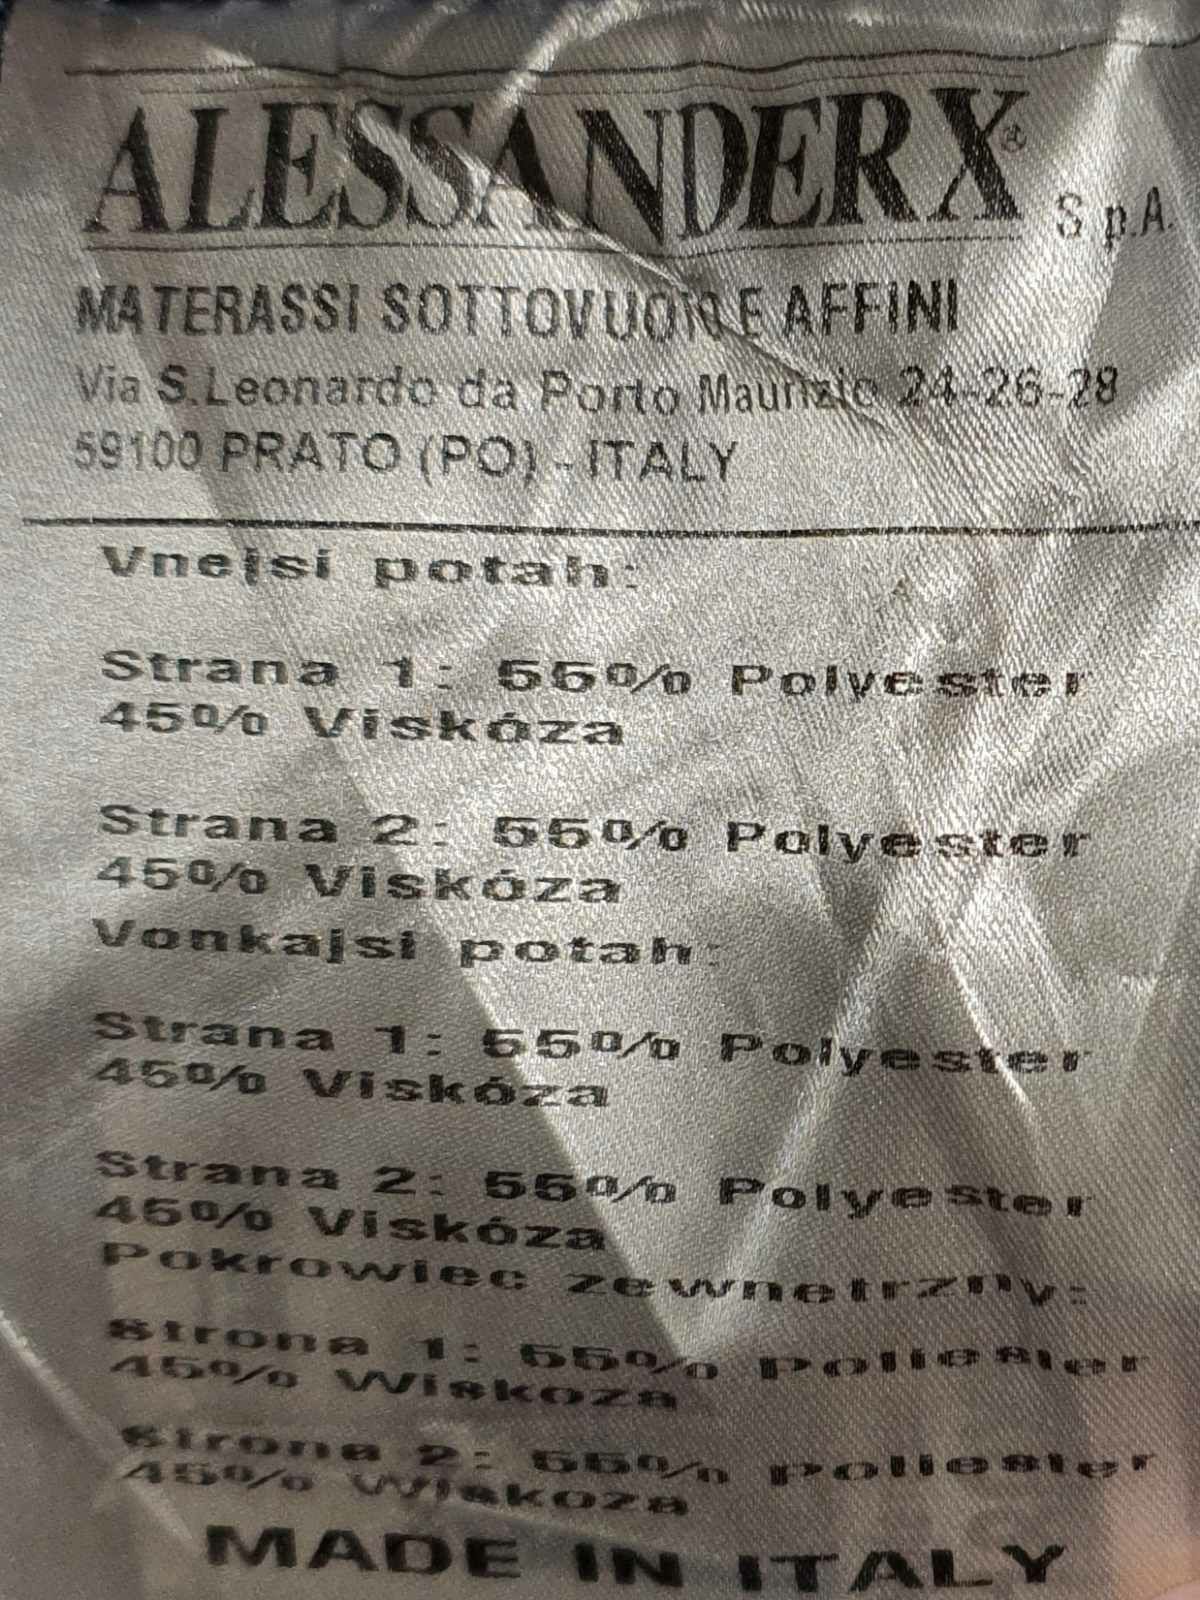 ALESSANDERX® S p.A.
MATERASSI SOTTOVUOTO E AFFINI
Via S.Leonardo da Porto Maurizio 24-26-28
59100 PRATO (PO) - ITALY
Vnejsi potah:
Strana 1: 55% Polyester
45% Viskóza
Strana 2: 55% Polyester
45% Viskóza
Vonkajsi potah:
Strana 1: 55% Polyester
45% Viskóza
Strana 2: 55% Polyester
45% Viskóza
Pokrowiec zewnetrzny:
Strona 1: 55% Poliester
45% Wiskoza
Strona 2: 55% Poliester
45% Wiskoza
MADE IN ITALY